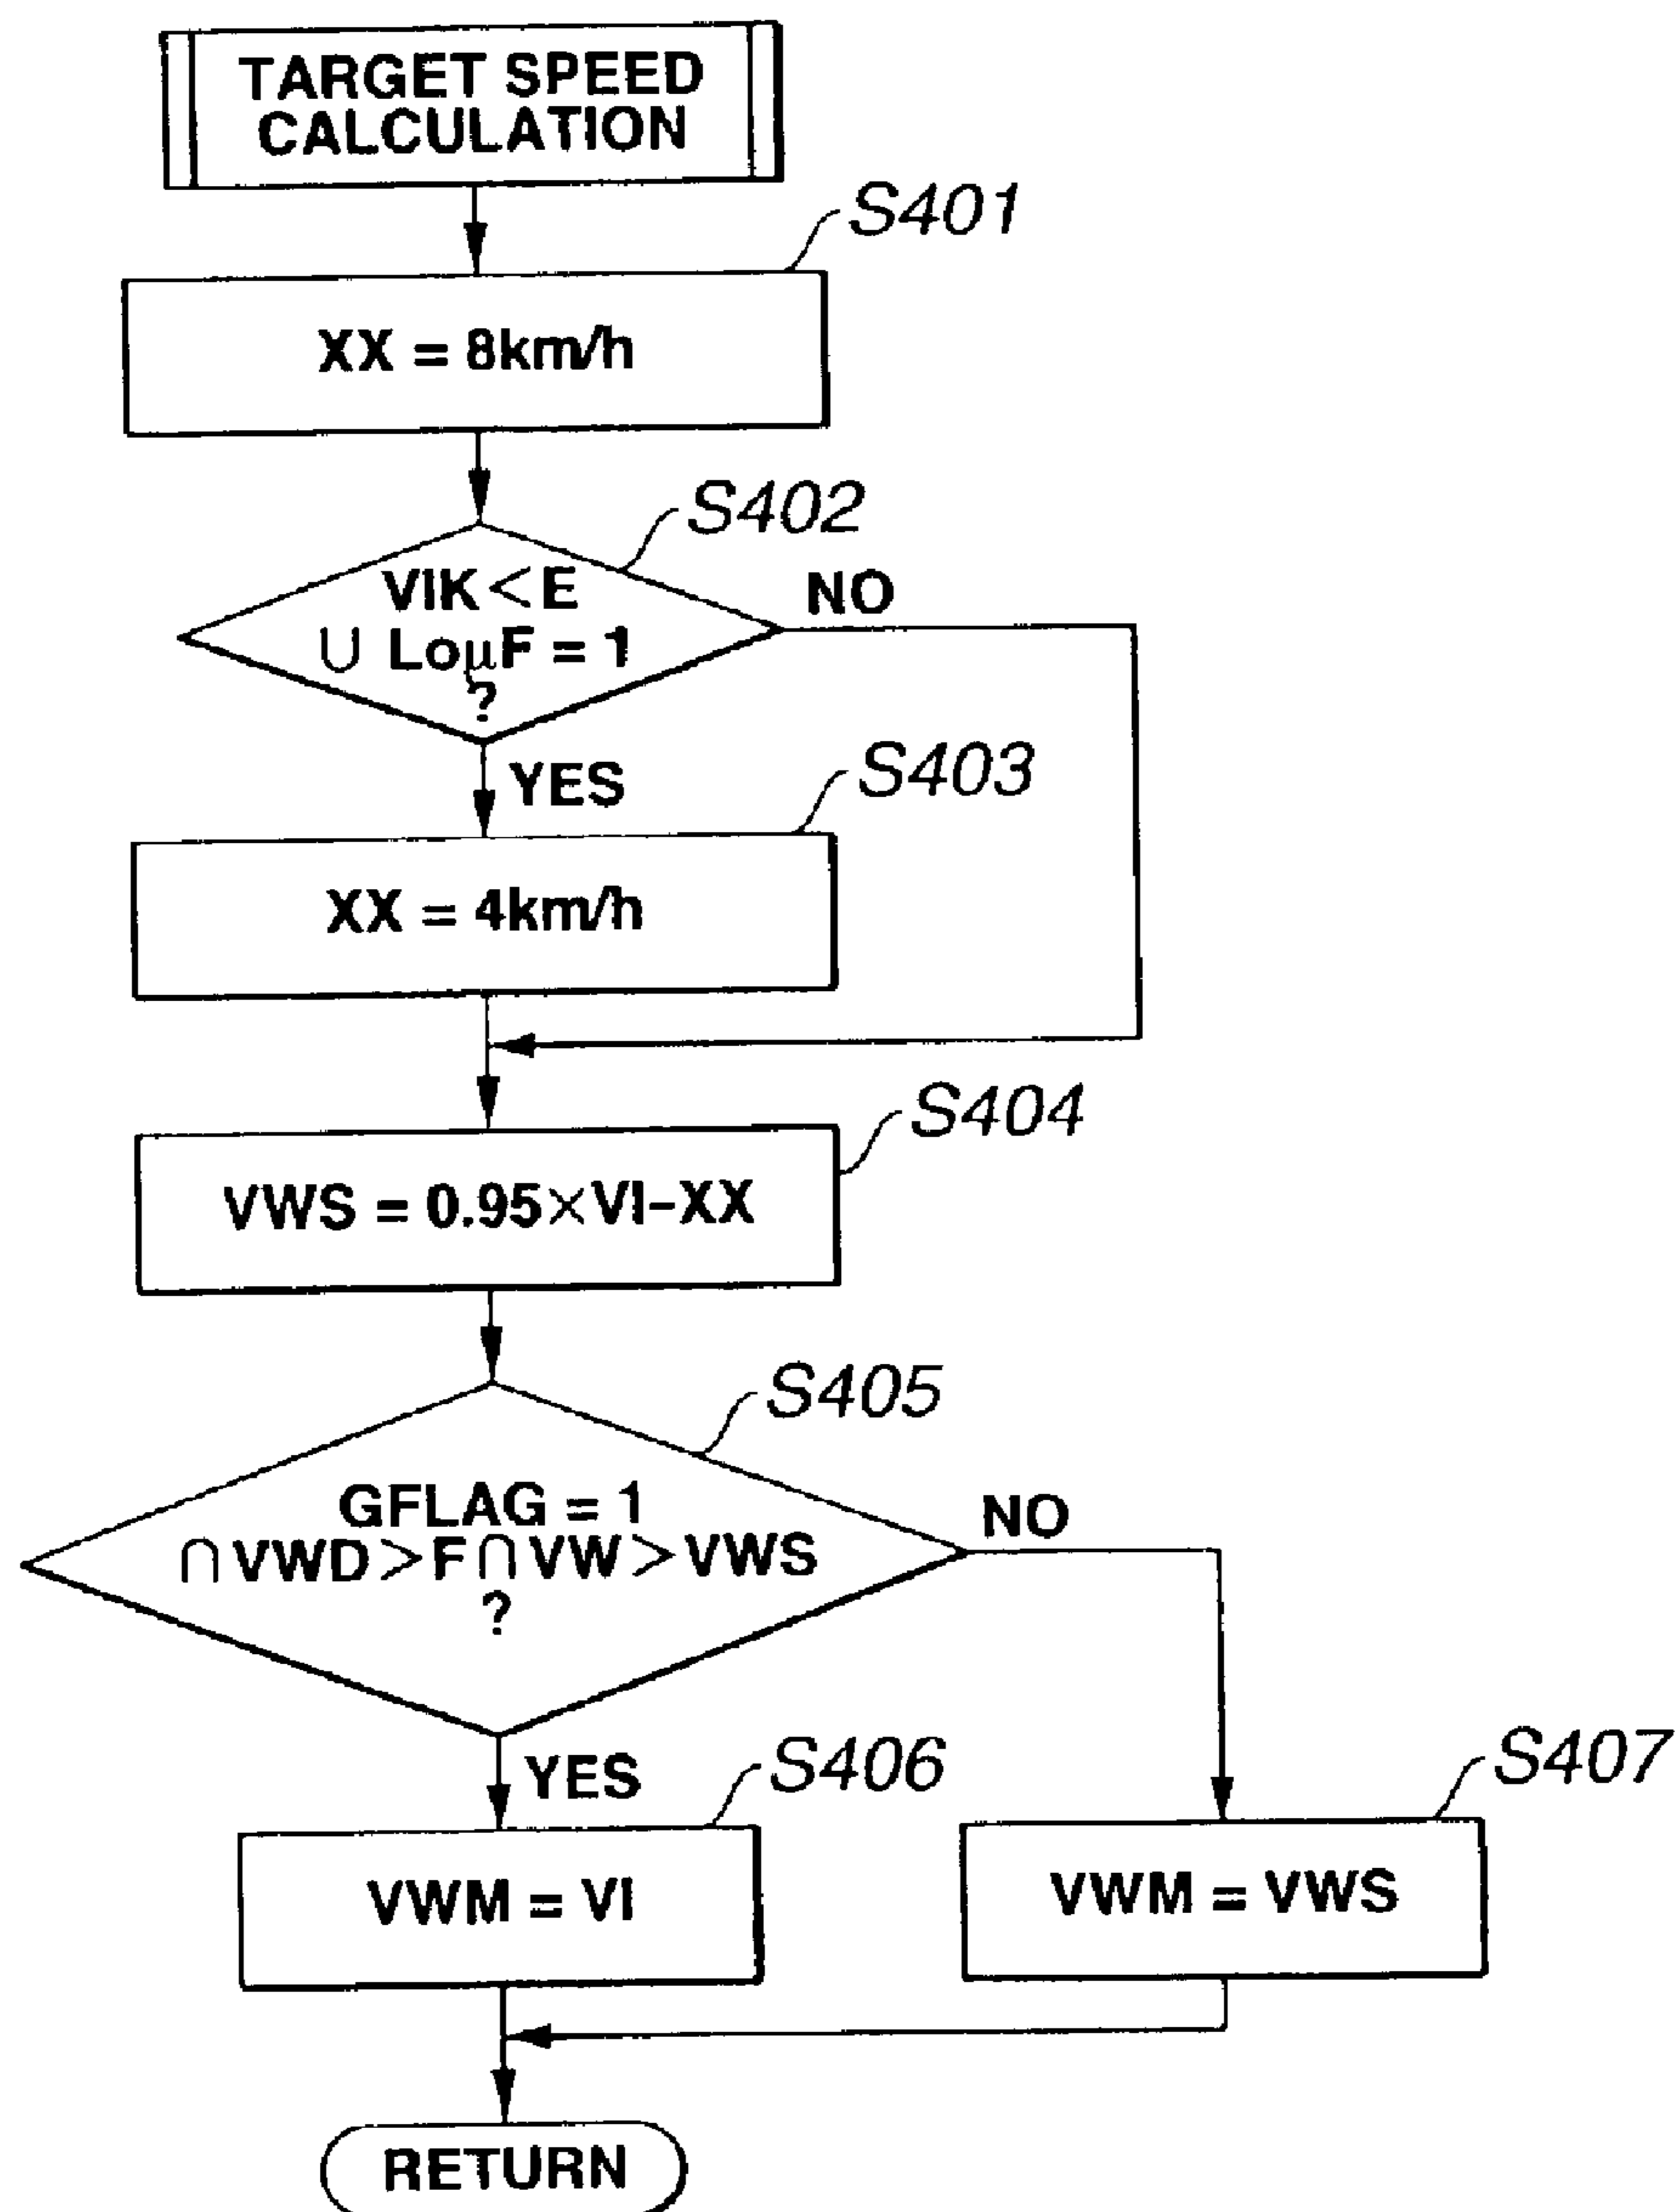 TARGET SPEED
CALCULATION
S401
XX = 8km/h
S402
VIK<E
∪ LoμF = 1
?
NO
YES
S403
XX = 4km/h
S404
VWS = 0.95×VI−XX
S405
GFLAG = 1
∩VWD>F∩VW>VWS
?
NO
YES
S406
VWM = VI
S407
VWM = VWS
RETURN